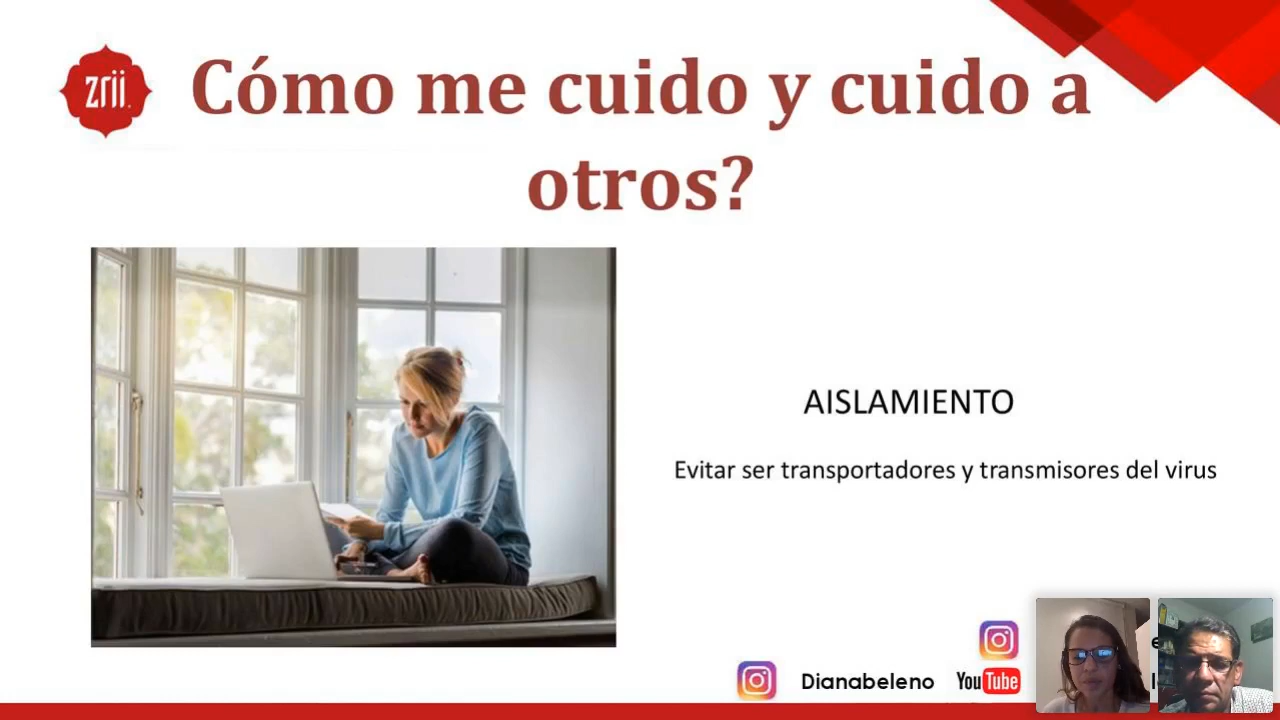 zrii
Cómo me cuido y cuido a
otros?
AISLAMIENTO
Evitar ser transportadores y transmisores del virus
Dianabeleno YouTube